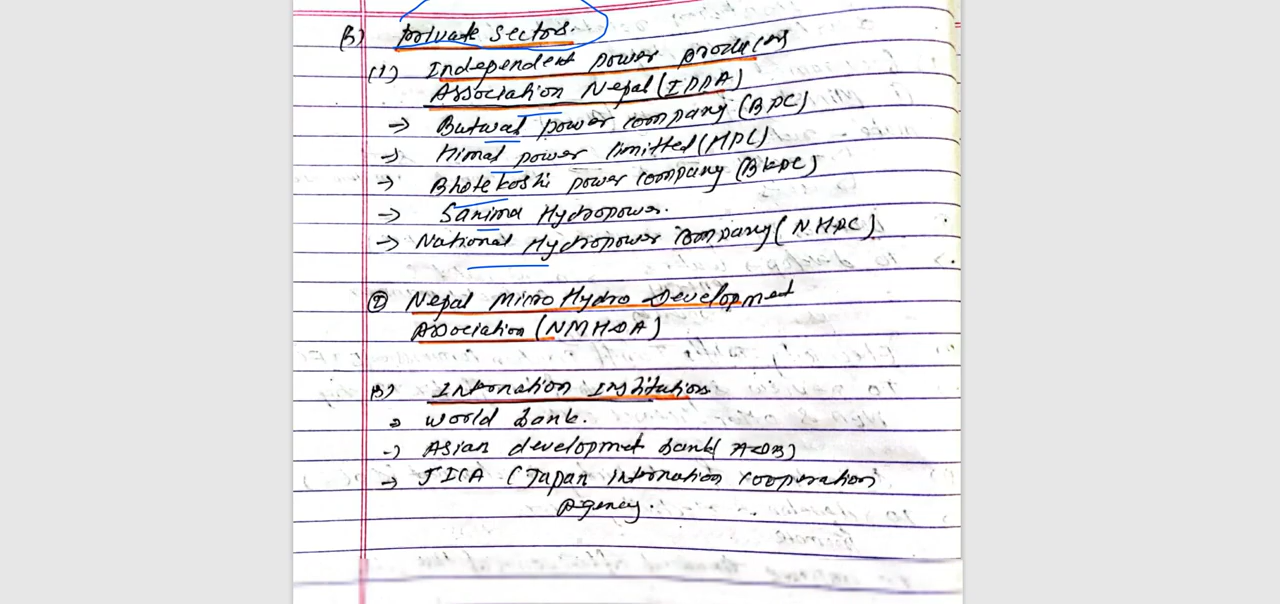 B) private sectors.
(1) Independent power producers
Association Nepal (IPPA)
→ Butwal power company (BPC)
→ Himal power limitted (HPL)
→ Bhotekoshi power company (BKPC)
→ Sanima Hydropower.
→ National Hydropower company (NHPC)
② Nepal Micro Hydro Development
Association (NMHDA)
B) Internation Institutions
→ World Bank.
→ Asian developmet bank (ADB)
→ JICA (Japan internation cooperation
Agency.